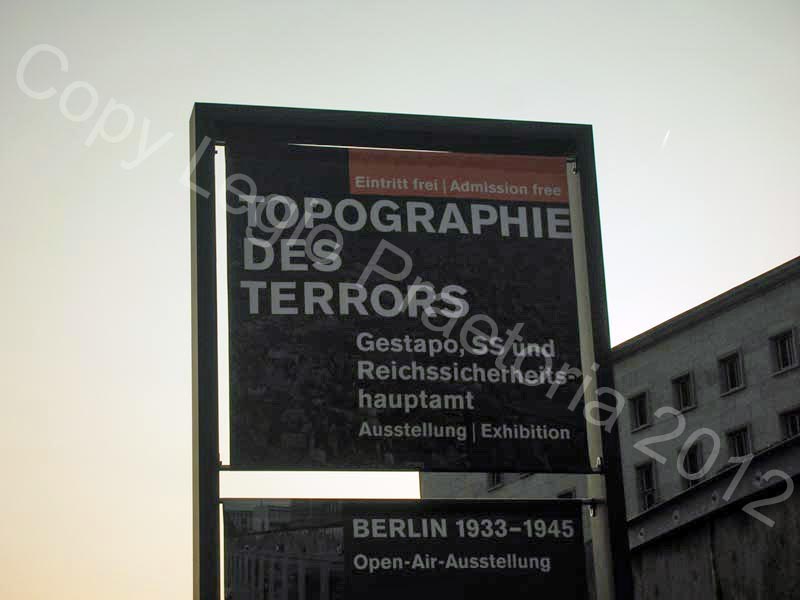 Eintritt frei | Admission free
TOPOGRAPHIE
DES
TERRORS
Gestapo, SS und
Reichssicherheits-
hauptamt
Ausstellung | Exhibition
BERLIN 1933–1945
Open-Air-Ausstellung
Copy Legio Praetoria 2012